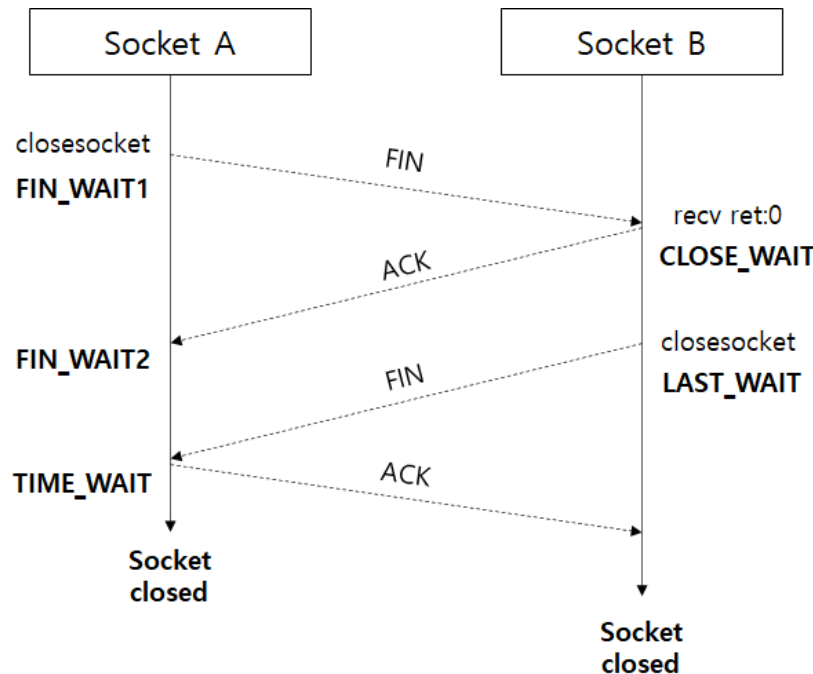 Socket A
Socket B
closesocket
FIN_WAIT1
FIN
recv ret:0
CLOSE_WAIT
ACK
FIN_WAIT2
closesocket
LAST_WAIT
FIN
TIME_WAIT
ACK
Socket
closed
Socket
closed